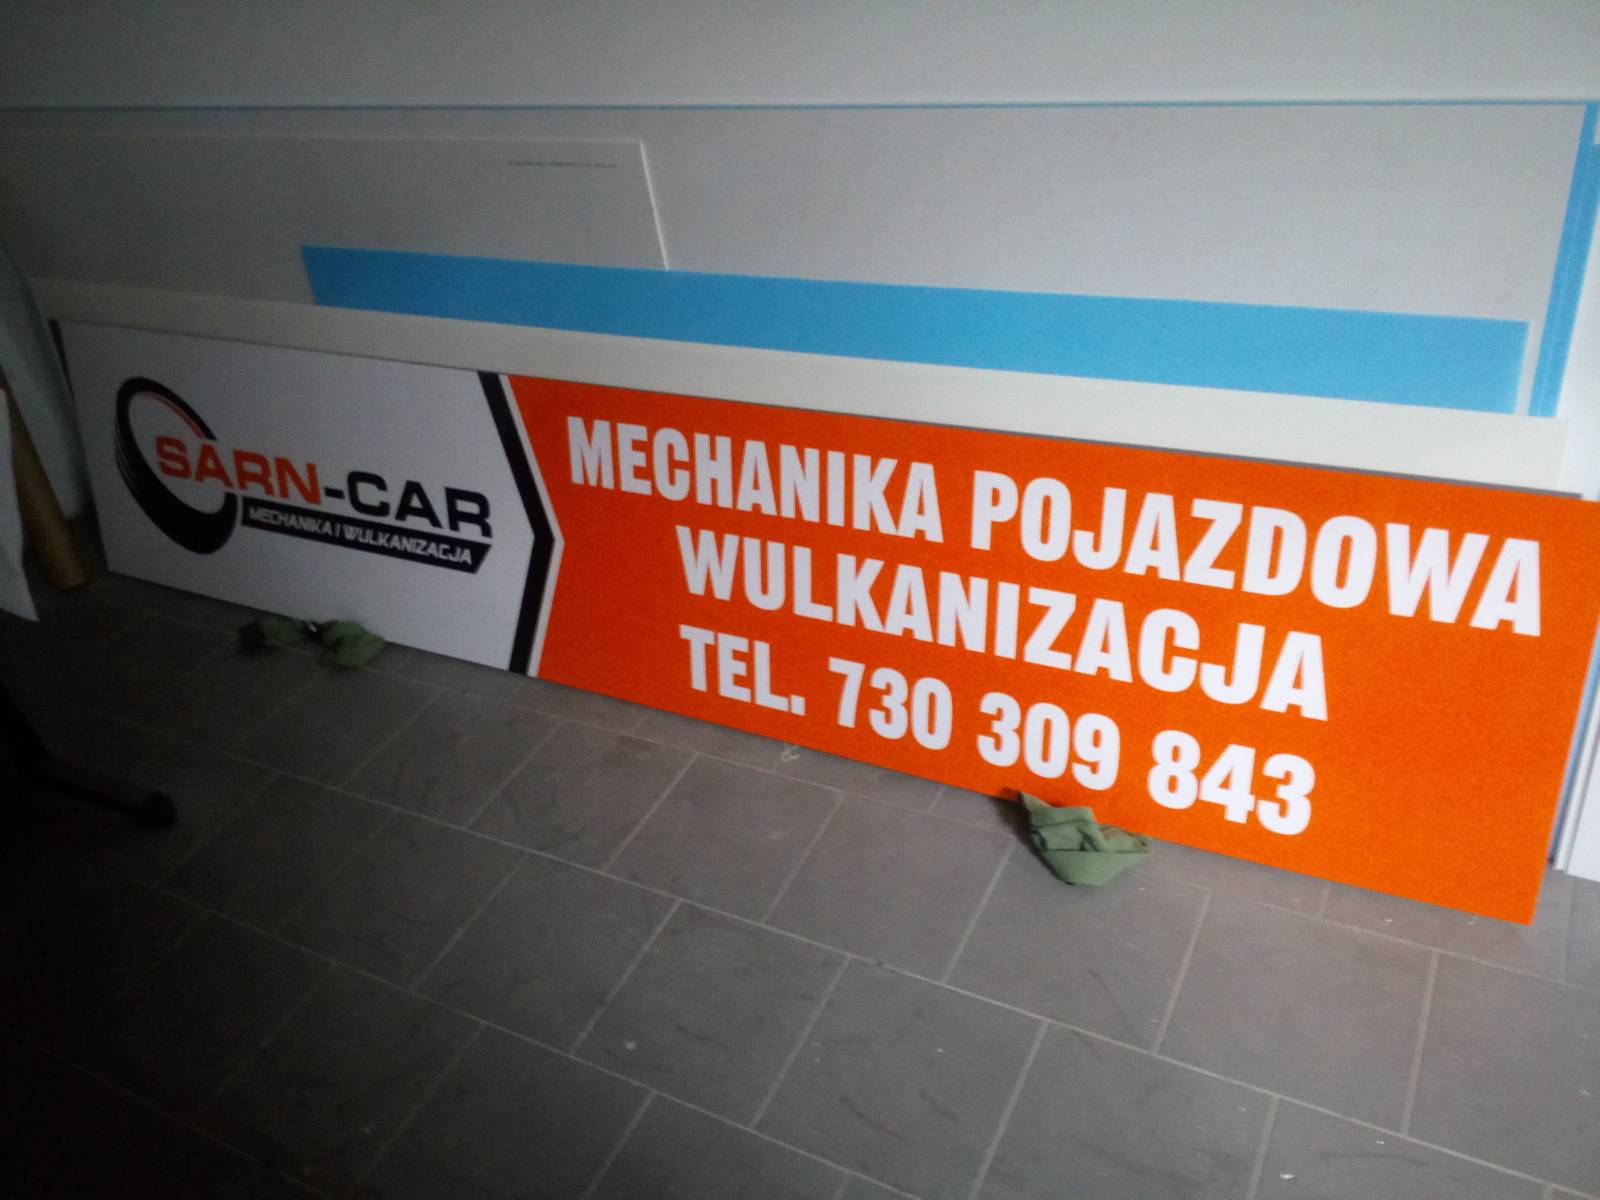 SARN-CAR
MECHANIKA I WULKANIZACJA
MECHANIKA POJAZDOWA
WULKANIZACJA
TEL. 730 309 843